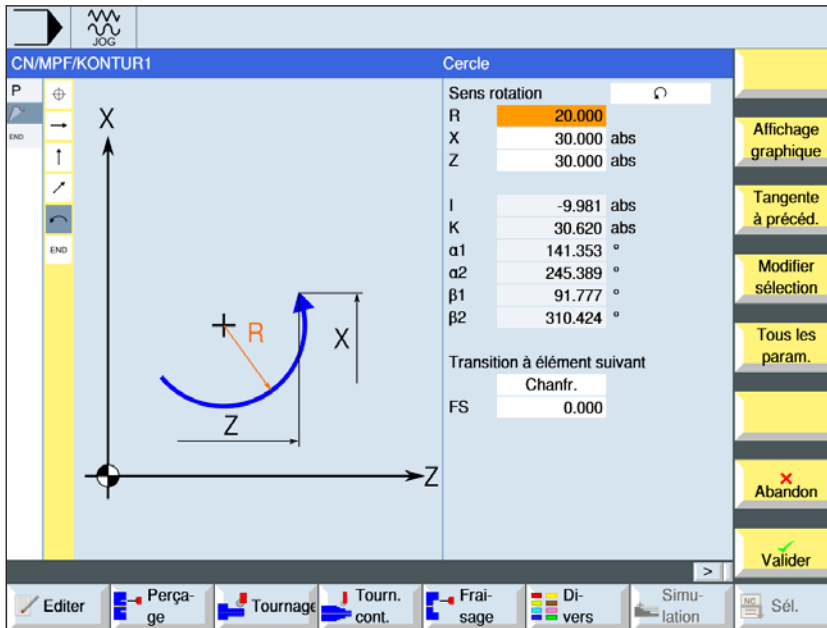 JOG
CN/MPF/KONTUR1
Cercle
P
END
END
X
R
X
Z
Z
Sens rotation
R 20.000
X 30.000 abs
Z 30.000 abs
I -9.981 abs
K 30.620 abs
α1 141.353 °
α2 245.389 °
β1 91.777 °
β2 310.424 °
Transition à élément suivant
Chanfr.
FS 0.000
Affichage
graphique
Tangente
à précéd.
Modifier
sélection
Tous les
param.
Abandon
Valider
>
Editer
Perça-
ge
Tournage
Tourn.
cont.
Frai-
sage
Di-
vers
Simu-
lation
NC
Sél.